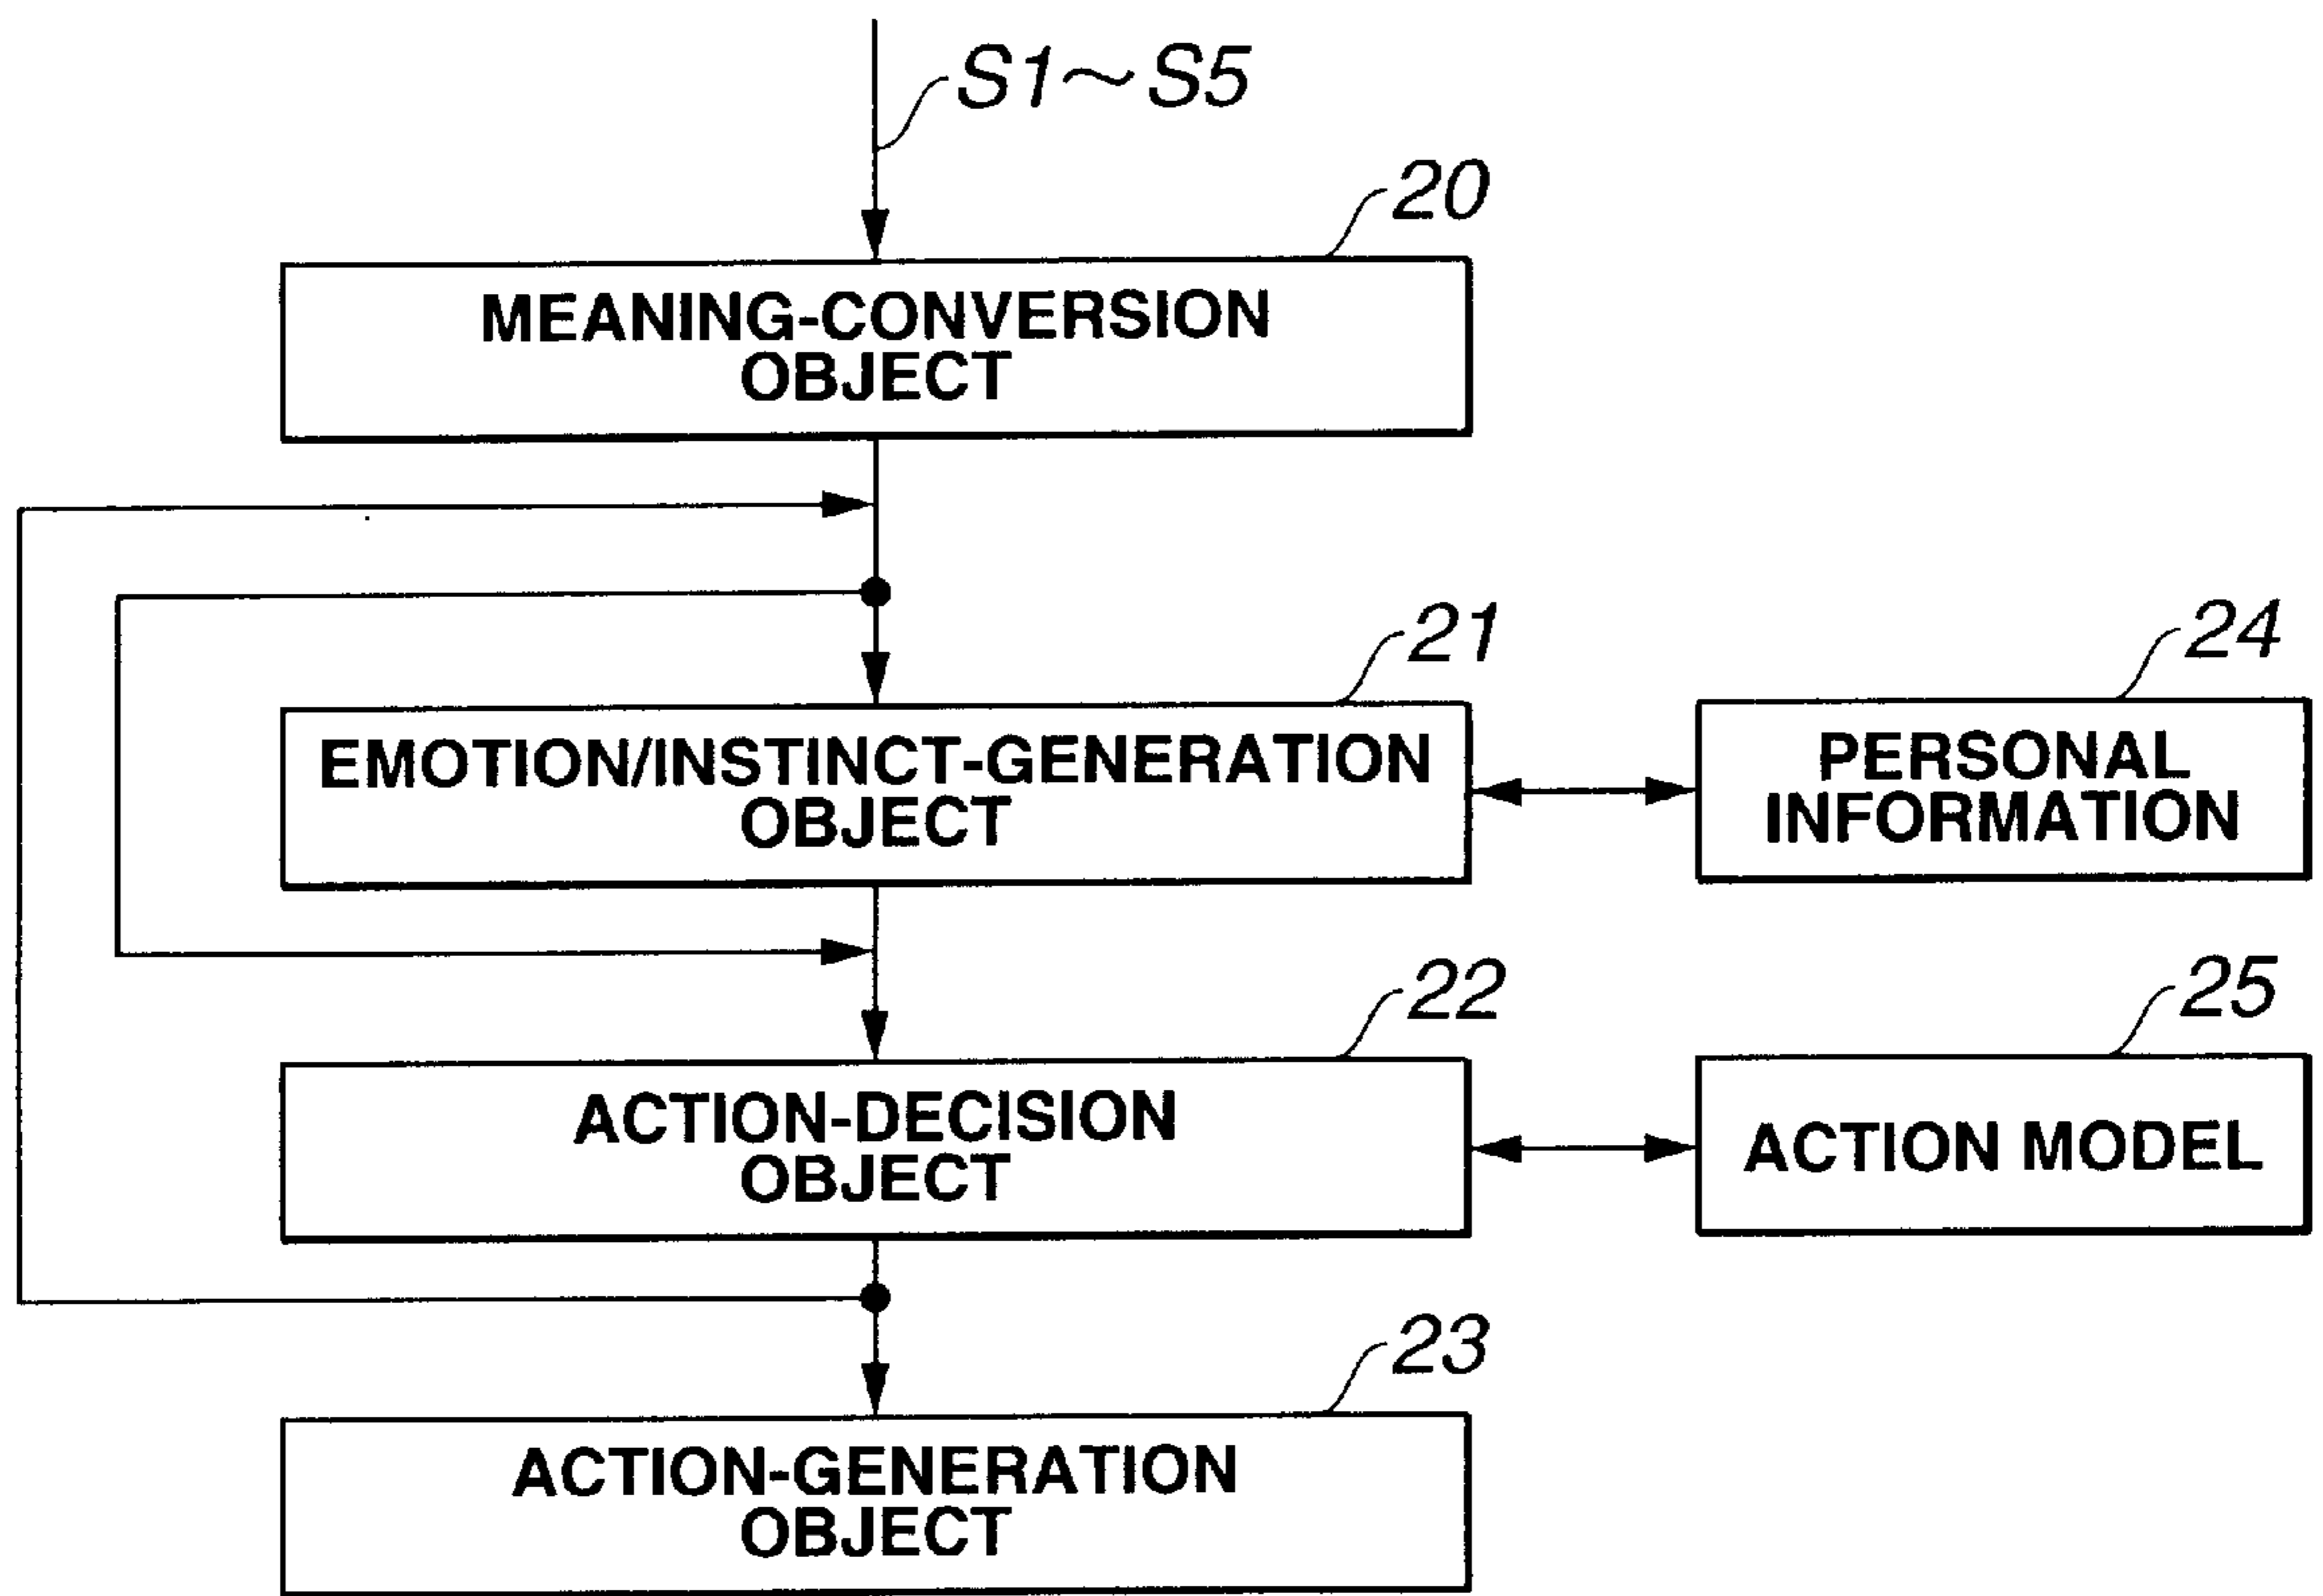 S1~S5
20
MEANING-CONVERSION
OBJECT
21
EMOTION/INSTINCT-GENERATION
OBJECT
24
PERSONAL
INFORMATION
22
ACTION-DECISION
OBJECT
25
ACTION MODEL
23
ACTION-GENERATION
OBJECT